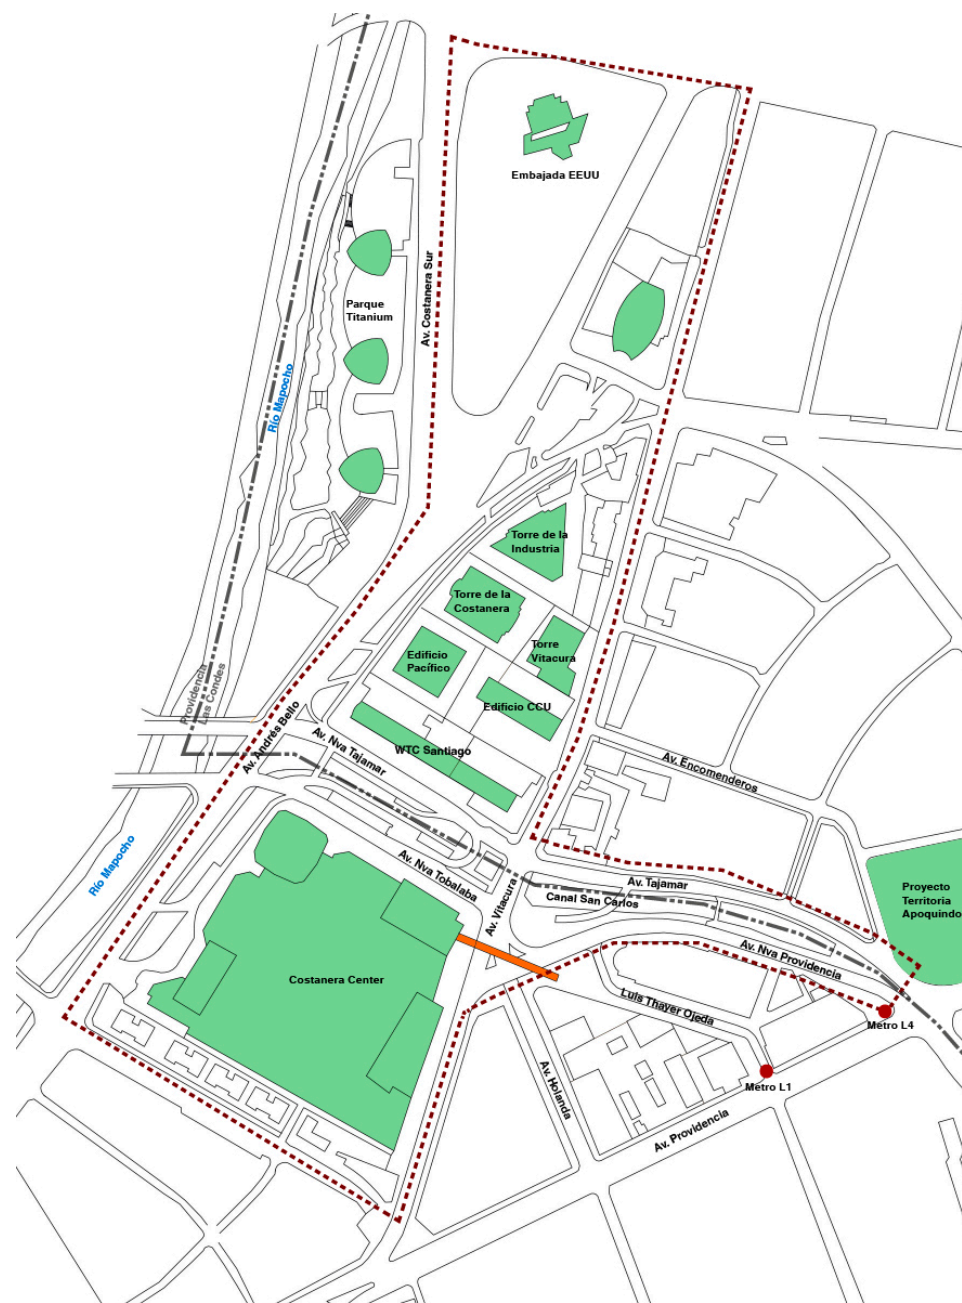 Embajada EEUU
Av. Costanera Sur
Parque
Titanium
Río Mapocho
Torre de la
Industria
Torre de la
Costanera
Torre
Vitacura
Edificio
Pacífico
Edificio CCU
WTC Santiago
Providencia
Las Condes
Av. Andrés Bello
Av. Nva Tajamar
Av. Encomenderos
Río Mapocho
Av. Nva Tobalaba
Av. Vitacura
Av. Tajamar
Canal San Carlos
Proyecto
Territoria
Apoquindo
Av. Nva Providencia
Costanera Center
Luis Thayer Ojeda
Metro L4
Av. Holanda
Metro L1
Av. Providencia